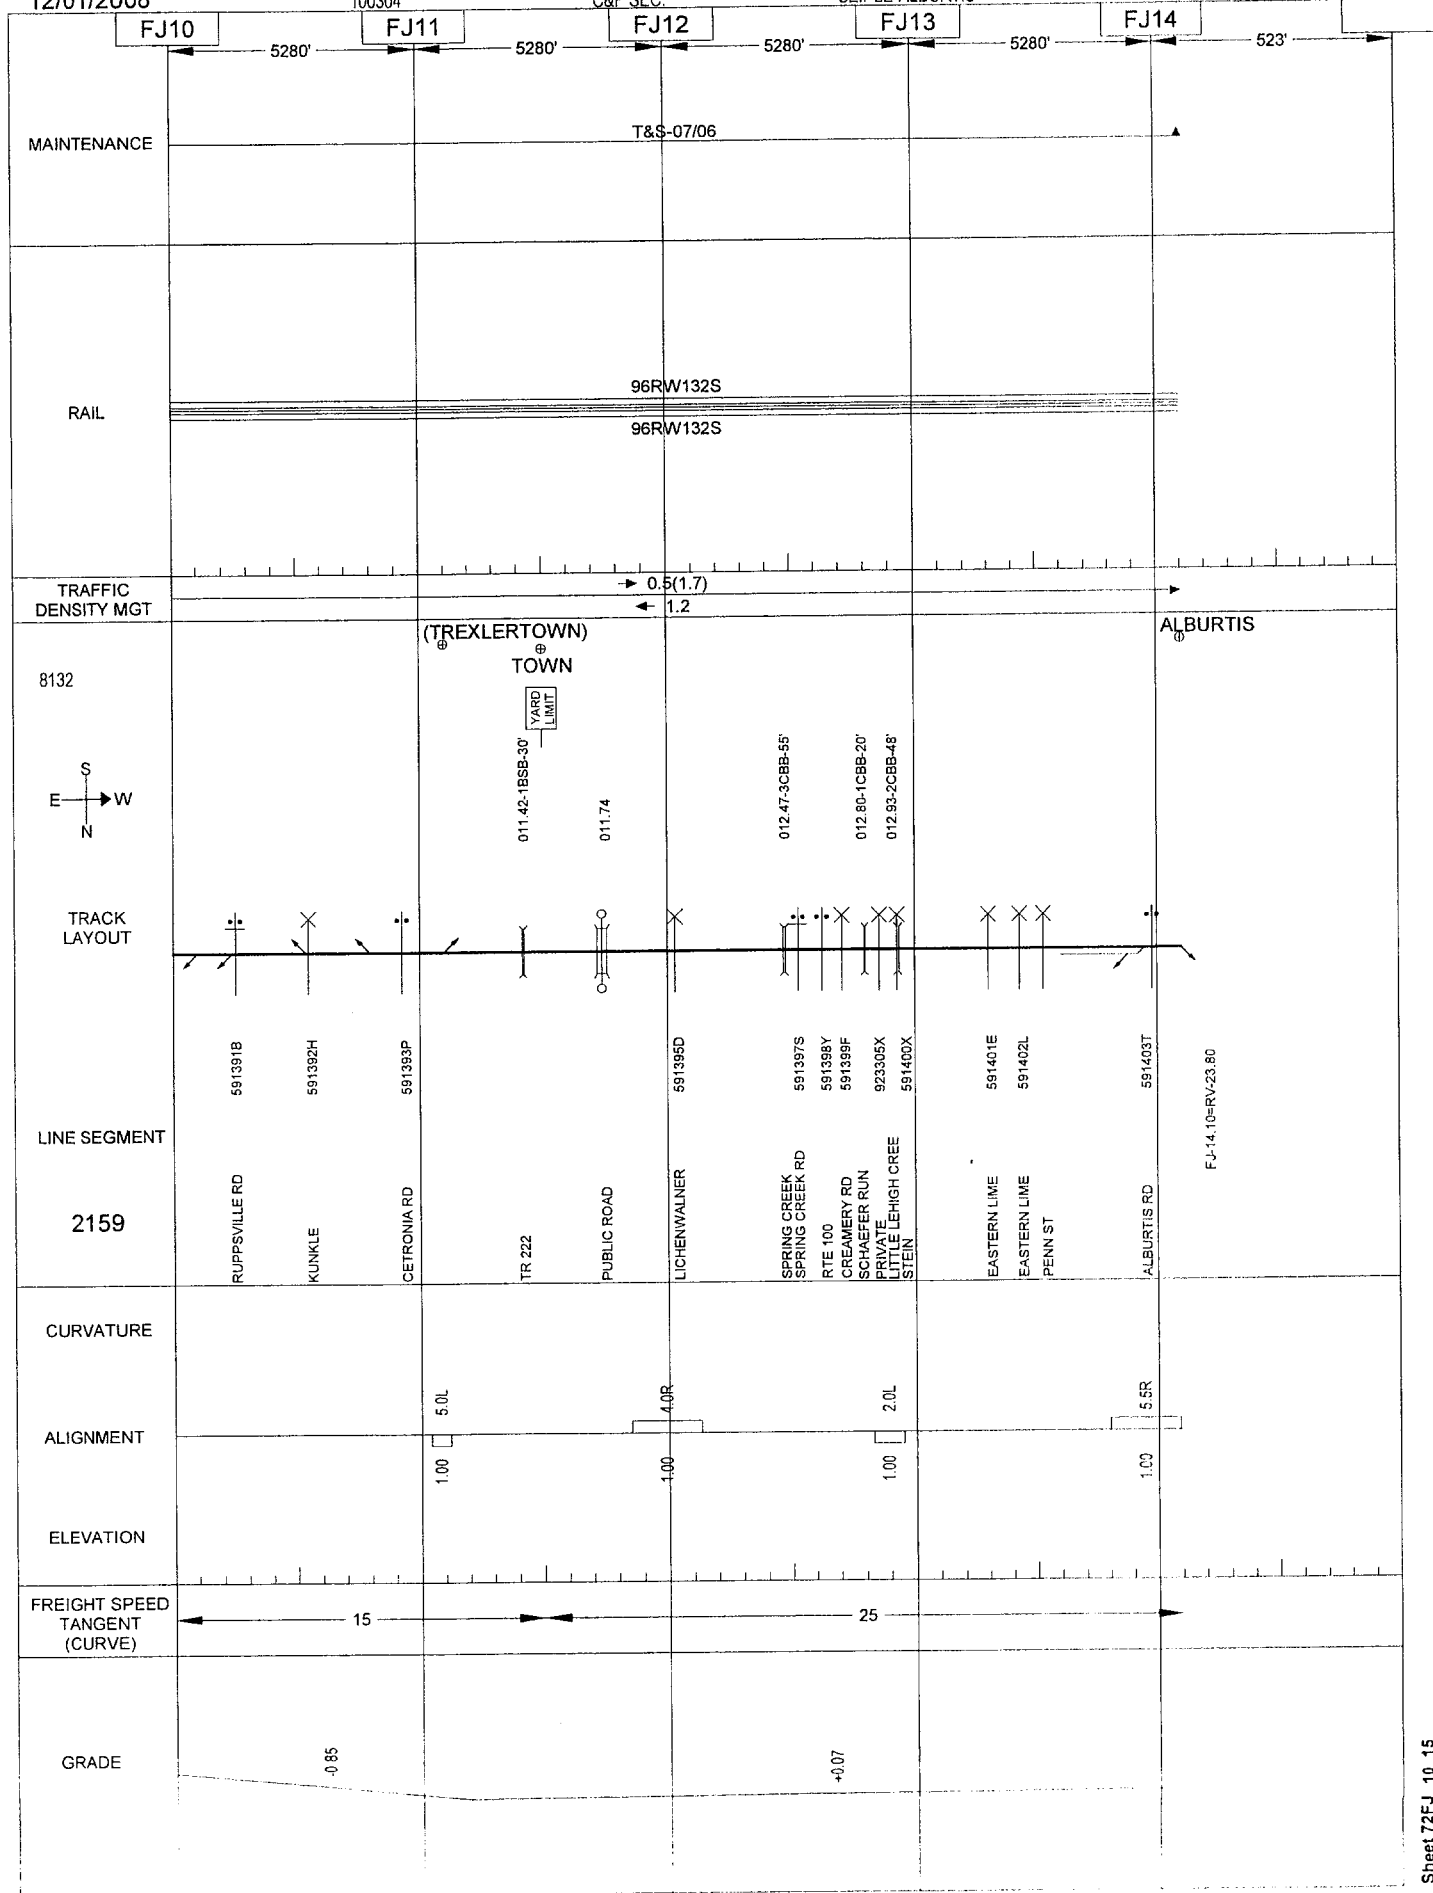 12/01/2008
100304
C&F SEC.
FJ10
FJ11
FJ12
FJ13
FJ14
5280'
5280'
5280'
5280'
523'
MAINTENANCE
T&S-07/06
RAIL
96RW132S
96RW132S
TRAFFIC
DENSITY MGT
0.5(1.7)
1.2
(TREXLERTOWN)
TOWN
ALBURTIS
8132
YARD
LIMIT
S
E W
N
011.42-1BSB-30'
011.74
012.47-3CBB-55'
012.80-1CBB-20'
012.93-2CBB-48'
TRACK
LAYOUT
591391B
591392H
591393P
591395D
591397S
591398Y
591399F
923305X
591400X
591401E
591402L
591403T
FJ-14.10=RV-23.80
LINE SEGMENT
2159
RUPPSVILLE RD
KUNKLE
CETRONIA RD
TR 222
PUBLIC ROAD
LICHENWALNER
SPRING CREEK
SPRING CREEK RD
RTE 100
CREAMERY RD
SCHAEFER RUN
PRIVATE
LITTLE LEHIGH CREE
STEIN
EASTERN LIME
EASTERN LIME
PENN ST
ALBURTIS RD
CURVATURE
5.0L
4.0R
2.0L
5.5R
ALIGNMENT
1.00
1.00
1.00
1.00
ELEVATION
FREIGHT SPEED
TANGENT
(CURVE)
15
25
GRADE
-0.85
+0.07
Sheet 72FJ_10_15